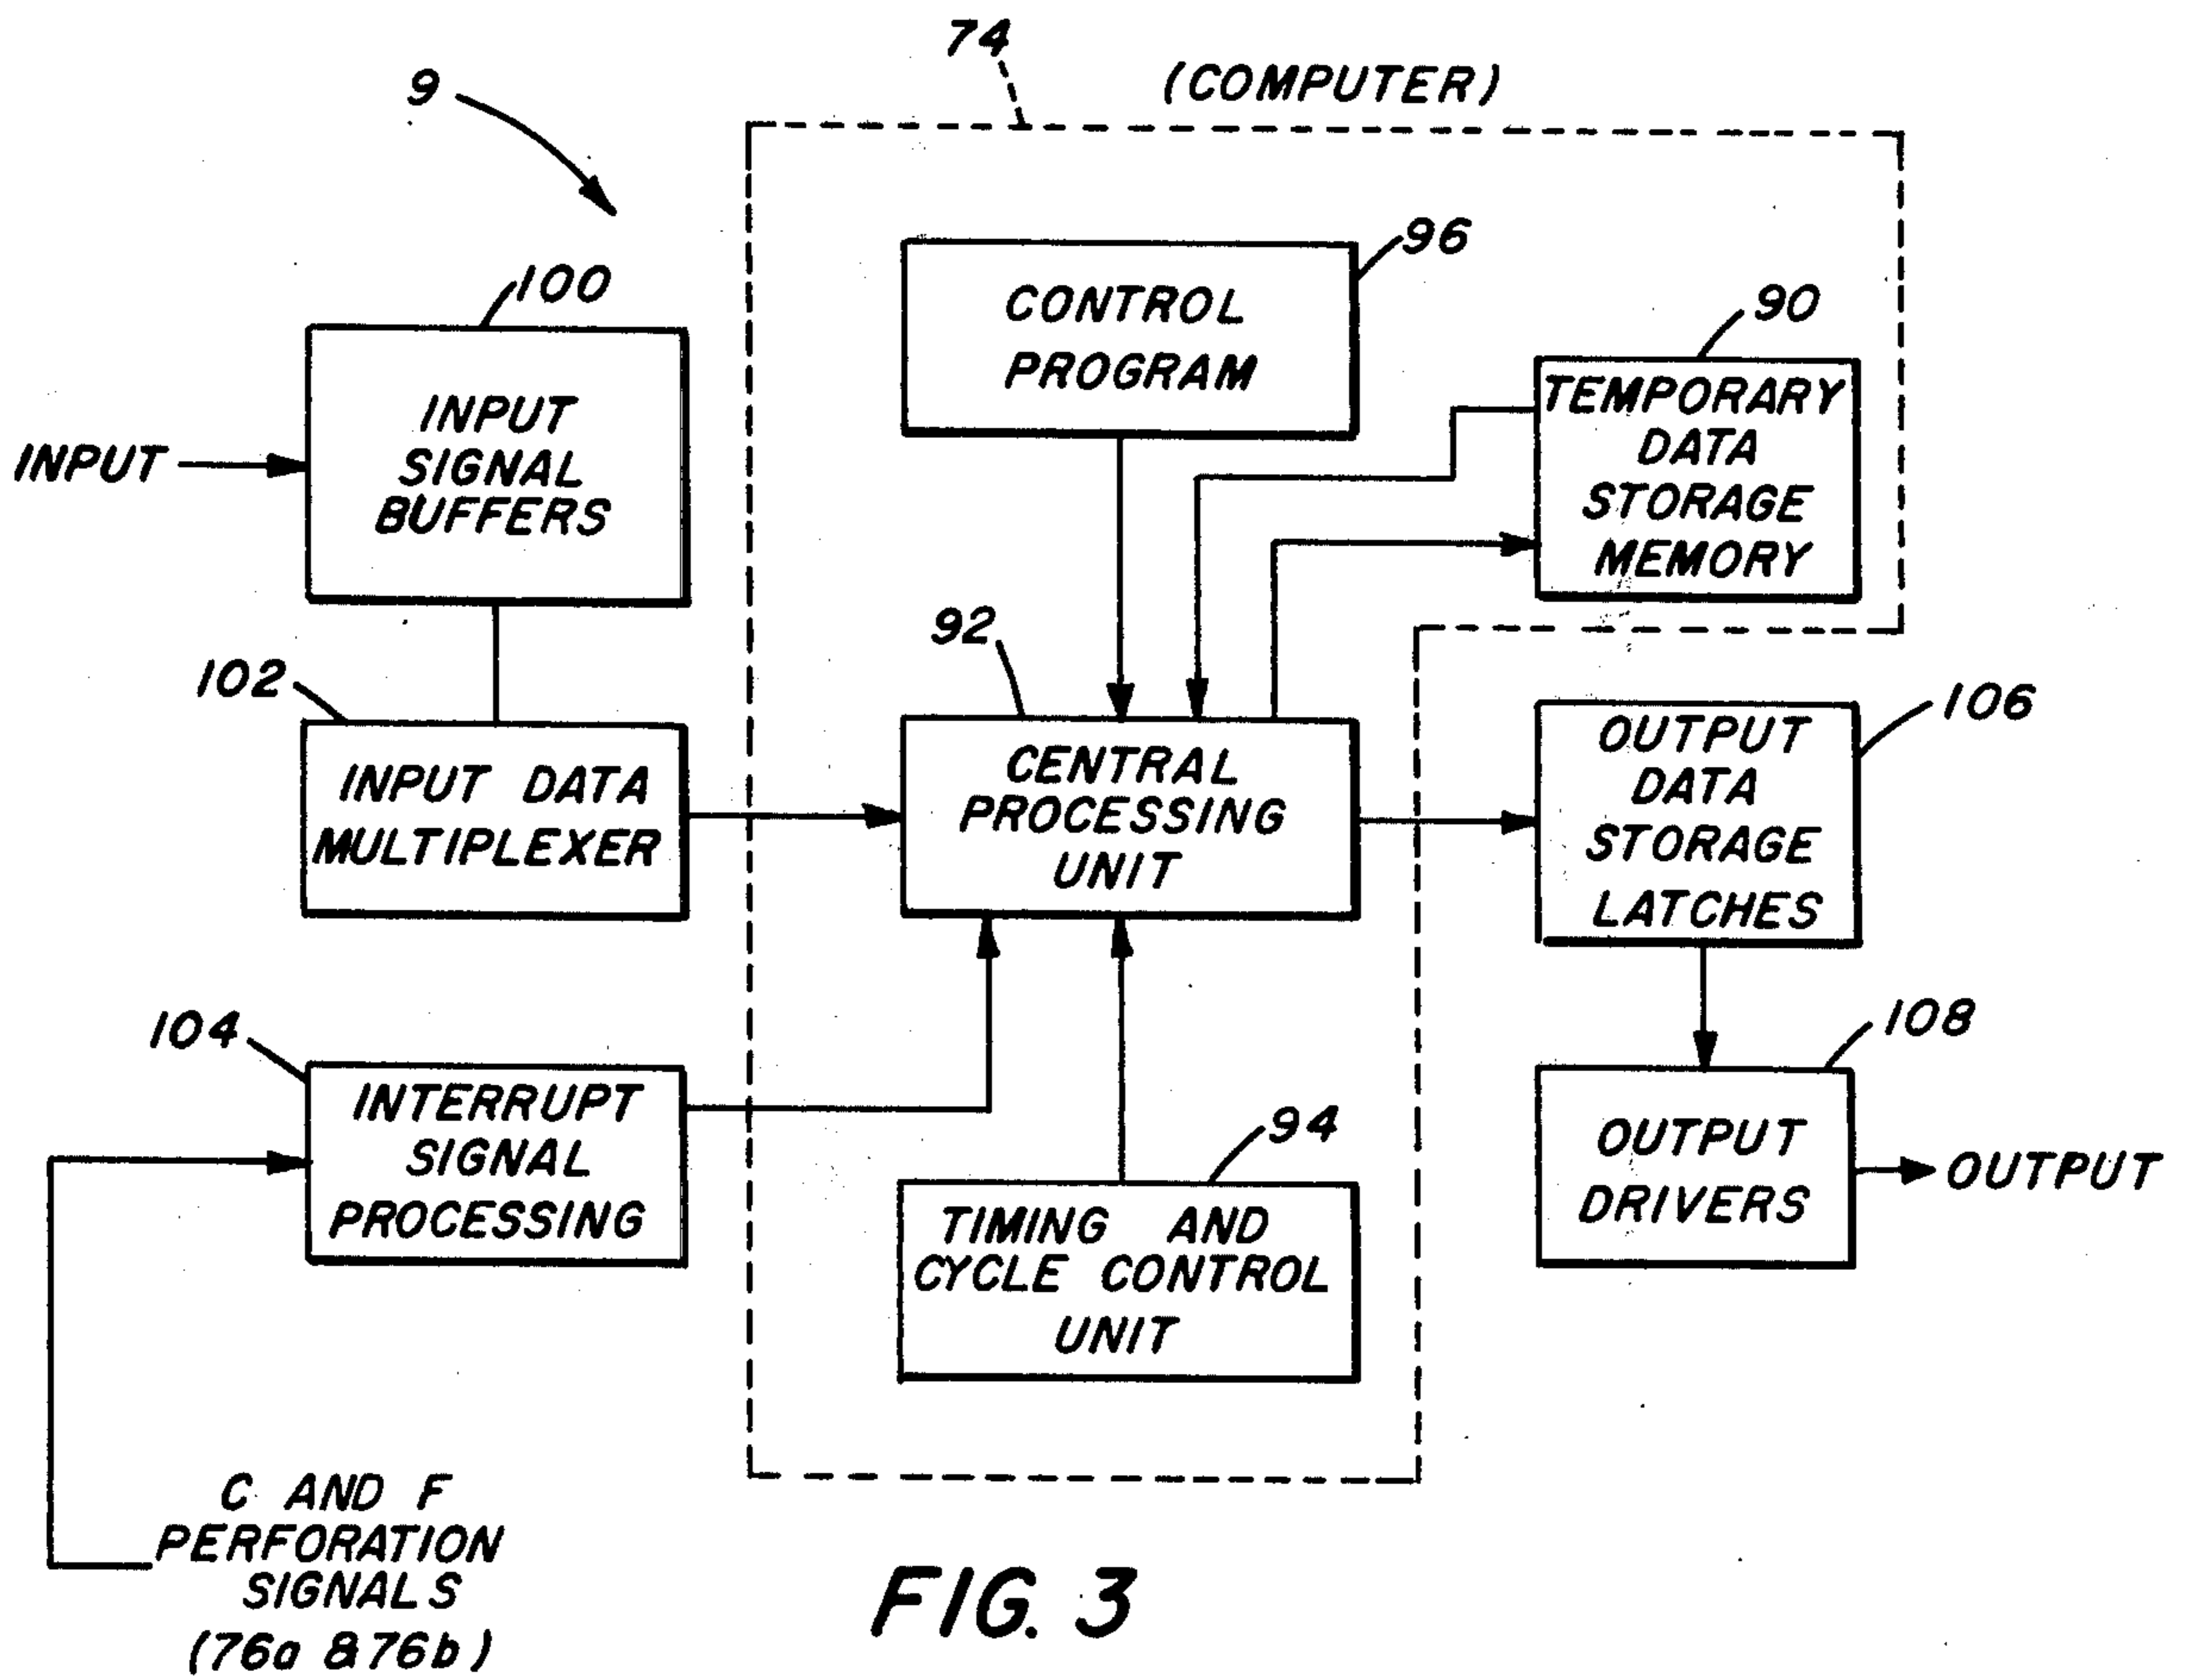 74
(COMPUTER)
9
96
CONTROL
PROGRAM
100
90
INPUT
SIGNAL
BUFFERS
INPUT
TEMPORARY
DATA
STORAGE
MEMORY
92
102
106
INPUT DATA
MULTIPLEXER
CENTRAL
PROCESSING
UNIT
OUTPUT
DATA
STORAGE
LATCHES
104
108
INTERRUPT
SIGNAL
PROCESSING
94
TIMING AND
CYCLE CONTROL
UNIT
OUTPUT
DRIVERS
OUTPUT
C AND F
PERFORATION
SIGNALS
(76a & 76b)
FIG. 3